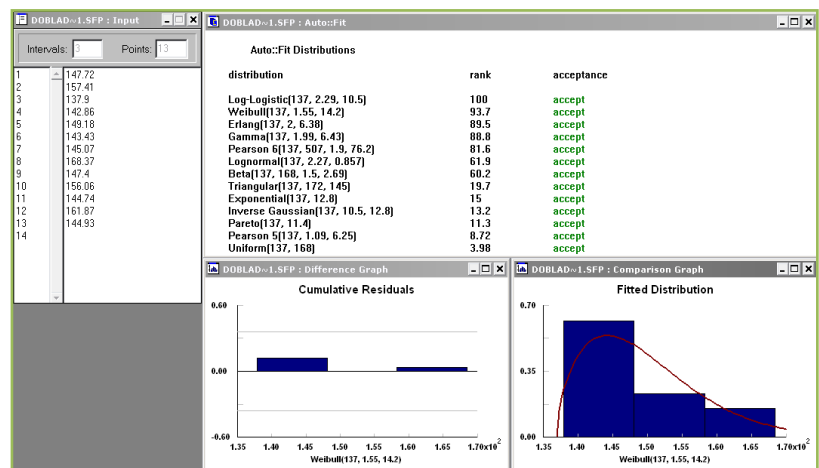 DOBLAD~1.SFP : Input
Intervals: 3 Points: 13
1 147.72
2 157.41
3 137.9
4 142.86
5 149.18
6 143.43
7 145.07
8 168.37
9 147.4
10 156.06
11 144.74
12 161.87
13 144.93
14
DOBLAD~1.SFP : Auto::Fit
Auto::Fit Distributions
distribution rank acceptance
Log-Logistic(137, 2.29, 10.5) 100 accept
Weibull(137, 1.55, 14.2) 93.7 accept
Erlang(137, 2, 6.38) 89.5 accept
Gamma(137, 1.99, 6.43) 88.8 accept
Pearson 6(137, 507, 1.9, 76.2) 81.6 accept
Lognormal(137, 2.27, 0.857) 61.9 accept
Beta(137, 168, 1.5, 2.69) 60.2 accept
Triangular(137, 172, 145) 19.7 accept
Exponential(137, 12.8) 15 accept
Inverse Gaussian(137, 10.5, 12.8) 13.2 accept
Pareto(137, 11.4) 11.3 accept
Pearson 5(137, 1.09, 6.25) 8.72 accept
Uniform(137, 168) 3.98 accept
DOBLAD~1.SFP : Difference Graph
Cumulative Residuals
0.60
0.00
-0.60
1.35 1.40 1.45 1.50 1.55 1.60 1.65 1.70x10^2
Weibull(137, 1.55, 14.2)
DOBLAD~1.SFP : Comparison Graph
Fitted Distribution
0.70
0.35
0.00
1.35 1.40 1.45 1.50 1.55 1.60 1.65 1.70x10^2
Weibull(137, 1.55, 14.2)